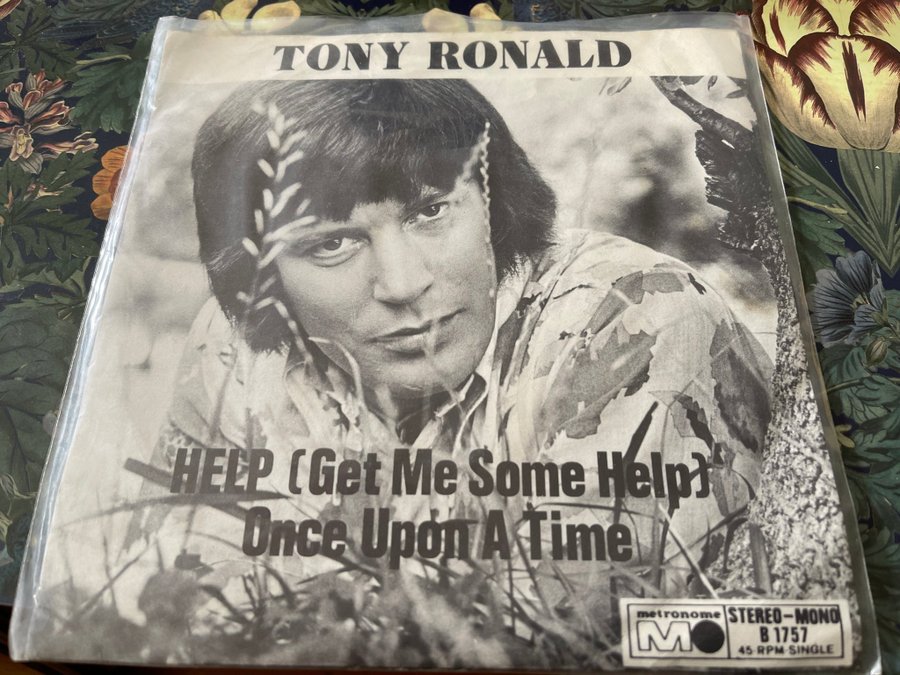 TONY RONALD
HELP (Get Me Some Help)
Once Upon A Time
metronome
STEREO-MONO
B 1757
45 RPM-SINGLE